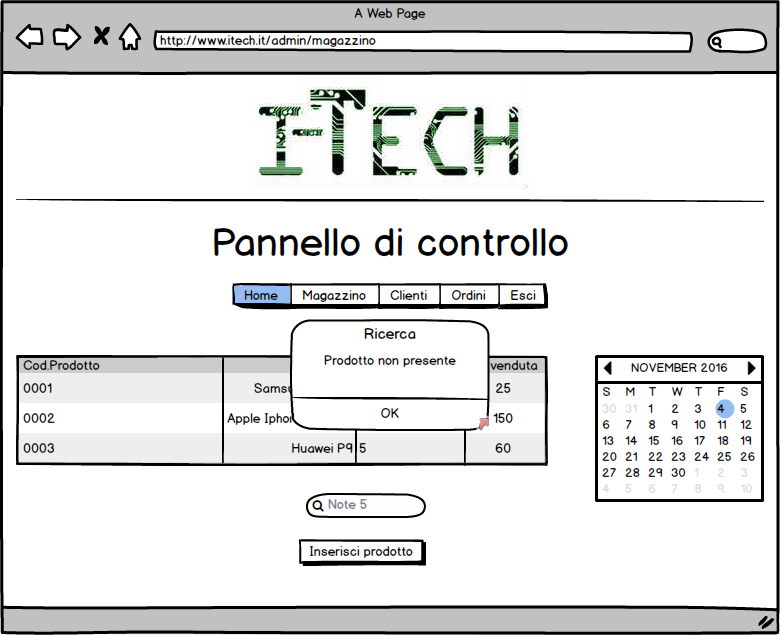 A Web Page
http://www.itech.it/admin/magazzino
I-TECH
Pannello di controllo
Home Magazzino Clienti Ordini Esci
Ricerca
Prodotto non presente
OK
Cod.Prodotto venduta
0001 Samsu 25
0002 Apple Iphon 150
0003 Huawei P9 5 60
NOVEMBER 2016
S M T W T F S
30 31 1 2 3 4 5
6 7 8 9 10 11 12
13 14 15 16 17 18 19
20 21 22 23 24 25 26
27 28 29 30 1 2 3
4 5 6 7 8 9 10
Note 5
Inserisci prodotto